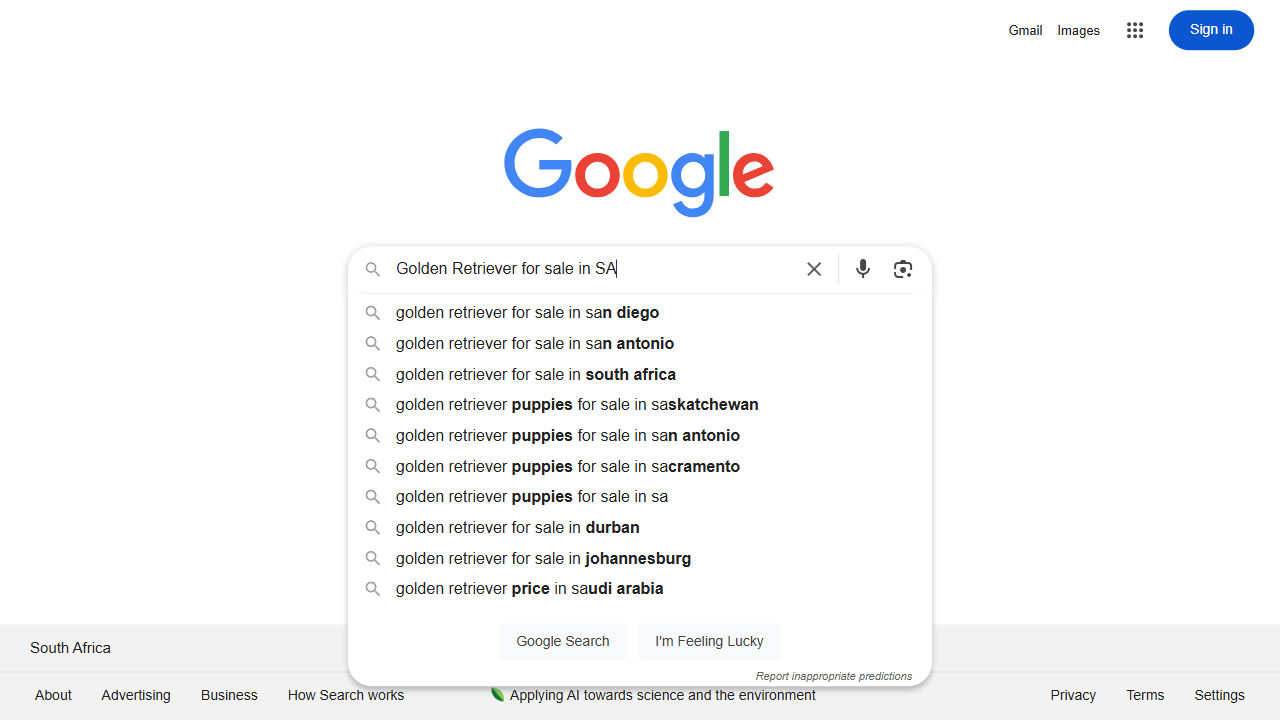 Gmail Images Sign in
Google
Golden Retriever for sale in SA
golden retriever for sale in san diego
golden retriever for sale in san antonio
golden retriever for sale in south africa
golden retriever puppies for sale in saskatchewan
golden retriever puppies for sale in san antonio
golden retriever puppies for sale in sacramento
golden retriever puppies for sale in sa
golden retriever for sale in durban
golden retriever for sale in johannesburg
golden retriever price in saudi arabia
Google Search I'm Feeling Lucky
South Africa
Report inappropriate predictions
About Advertising Business How Search works Applying AI towards science and the environment Privacy Terms Settings